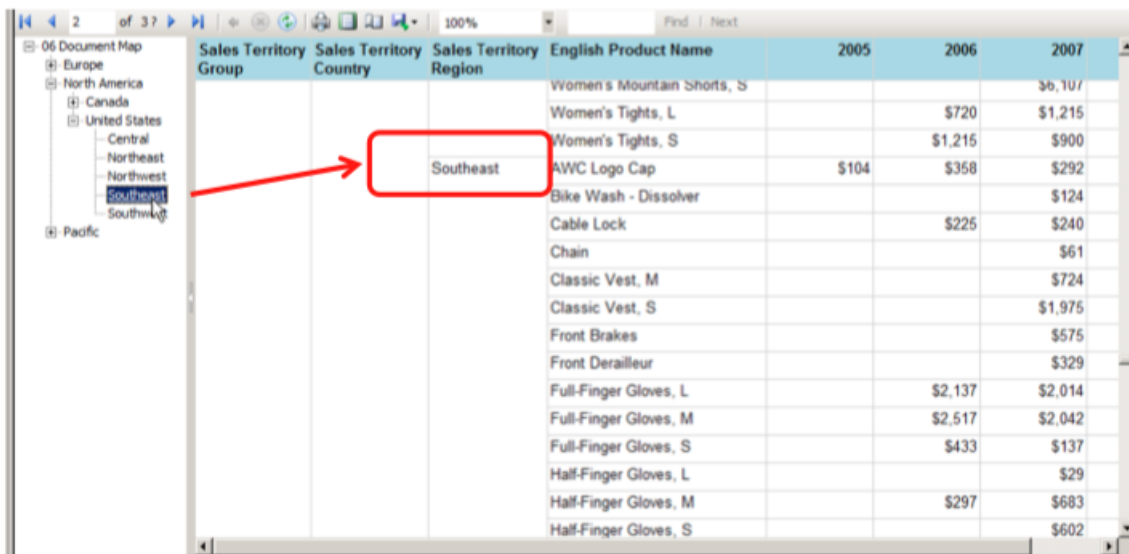 2 of 3? 100% Find | Next
06 Document Map
Europe
North America
Canada
United States
Central
Northeast
Northwest
Southeast
Southwest
Pacific
Sales Territory Group Sales Territory Country Sales Territory Region English Product Name 2005 2006 2007
Women's Mountain Shorts, S $6,107
Women's Tights, L $720 $1,215
Women's Tights, S $1,215 $900
Southeast AWC Logo Cap $104 $358 $292
Bike Wash - Dissolver $124
Cable Lock $225 $240
Chain $61
Classic Vest, M $724
Classic Vest, S $1,975
Front Brakes $575
Front Derailleur $329
Full-Finger Gloves, L $2,137 $2,014
Full-Finger Gloves, M $2,517 $2,042
Full-Finger Gloves, S $433 $137
Half-Finger Gloves, L $29
Half-Finger Gloves, M $297 $683
Half-Finger Gloves, S $602